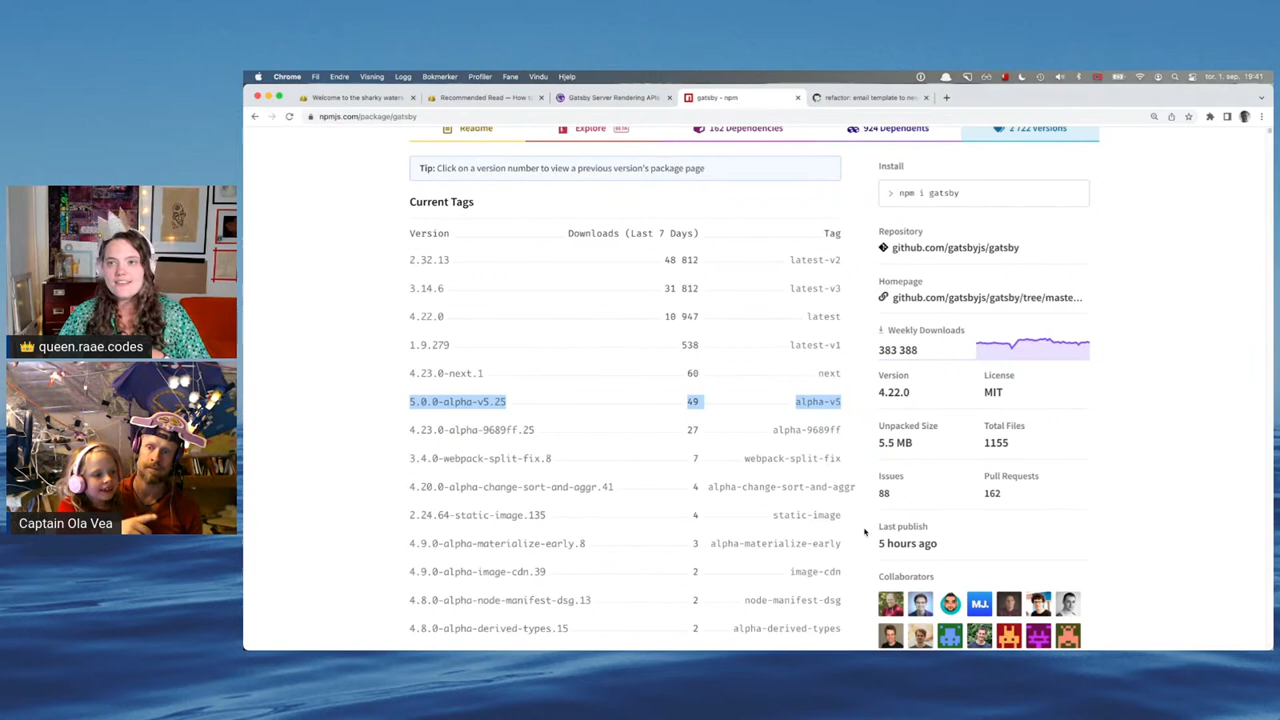 Chrome Fil Endre Visning Logg Bokmerker Profiler Fane Vindu Hjelp tor. 1. sep. 19:41
Welcome to the sharky waters
Recommended Read — How t
Gatsby Server Rendering APIs
gatsby - npm
refactor: email template to ne
npmjs.com/package/gatsby
Readme
Explore BETA
162 Dependencies
924 Dependents
2 722 Versions
Tip: Click on a version number to view a previous version's package page
Current Tags
Version Downloads (Last 7 Days) Tag
2.32.13 48 812 latest-v2
3.14.6 31 812 latest-v3
4.22.0 10 947 latest
1.9.279 538 latest-v1
4.23.0-next.1 60 next
5.0.0-alpha-v5.25 49 alpha-v5
4.23.0-alpha-9689ff.25 27 alpha-9689ff
3.4.0-webpack-split-fix.8 7 webpack-split-fix
4.20.0-alpha-change-sort-and-aggr.41 4 alpha-change-sort-and-aggr
2.24.64-static-image.135 4 static-image
4.9.0-alpha-materialize-early.8 3 alpha-materialize-early
4.9.0-alpha-image-cdn.39 2 image-cdn
4.8.0-alpha-node-manifest-dsg.13 2 node-manifest-dsg
4.8.0-alpha-derived-types.15 2 alpha-derived-types
Install
> npm i gatsby
Repository
github.com/gatsbyjs/gatsby
Homepage
github.com/gatsbyjs/gatsby/tree/maste...
Weekly Downloads
383 388
Version License
4.22.0 MIT
Unpacked Size Total Files
5.5 MB 1155
Issues Pull Requests
88 162
Last publish
5 hours ago
Collaborators
MJ.
queen.raae.codes
Captain Ola Vea